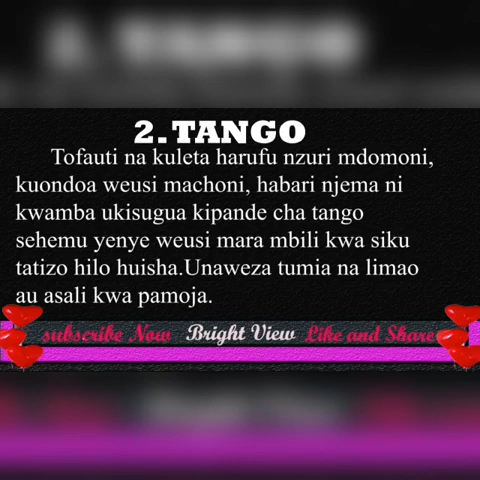 2.TANGO
Tofauti na kuleta harufu nzuri mdomoni,
kuondoa weusi machoni, habari njema ni
kwamba ukisugua kipande cha tango
sehemu yenye weusi mara mbili kwa siku
tatizo hilo huisha.Unaweza tumia na limao
au asali kwa pamoja.
subscribe Now Bright View Like and Share